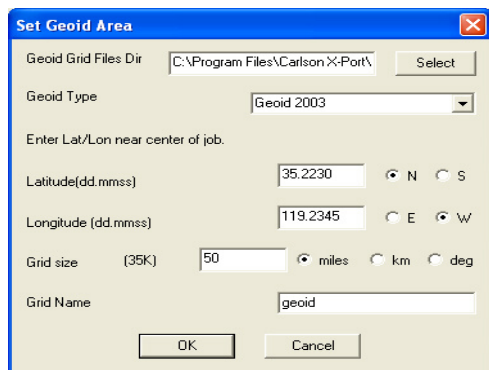 Set Geoid Area
Geoid Grid Files Dir C:\Program Files\Carlson X-Port\ Select
Geoid Type Geoid 2003
Enter Lat/Lon near center of job.
Latitude(dd.mmss) 35.2230 N S
Longitude (dd.mmss) 119.2345 E W
Grid size (35K) 50 miles km deg
Grid Name geoid
OK Cancel